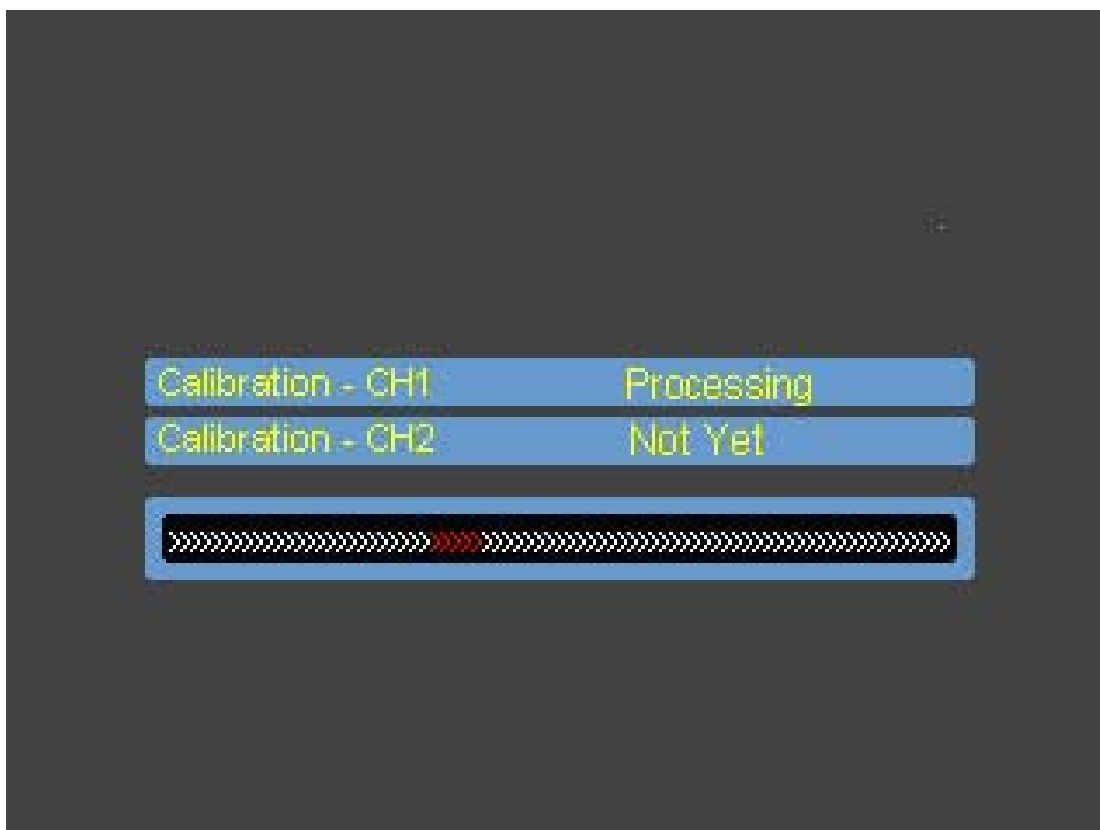 Calibration - CH1 Processing
Calibration - CH2 Not Yet